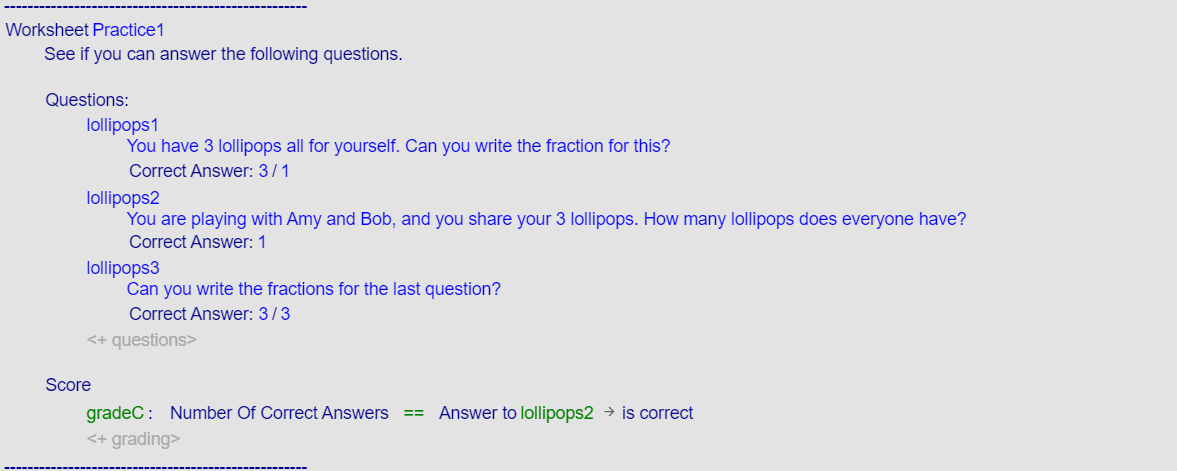 Worksheet Practice1
See if you can answer the following questions.
Questions:
lollipops1
You have 3 lollipops all for yourself. Can you write the fraction for this?
Correct Answer: 3 / 1
lollipops2
You are playing with Amy and Bob, and you share your 3 lollipops. How many lollipops does everyone have?
Correct Answer: 1
lollipops3
Can you write the fractions for the last question?
Correct Answer: 3 / 3
<+ questions>
Score
gradeC : Number Of Correct Answers == Answer to lollipops2 → is correct
<+ grading>